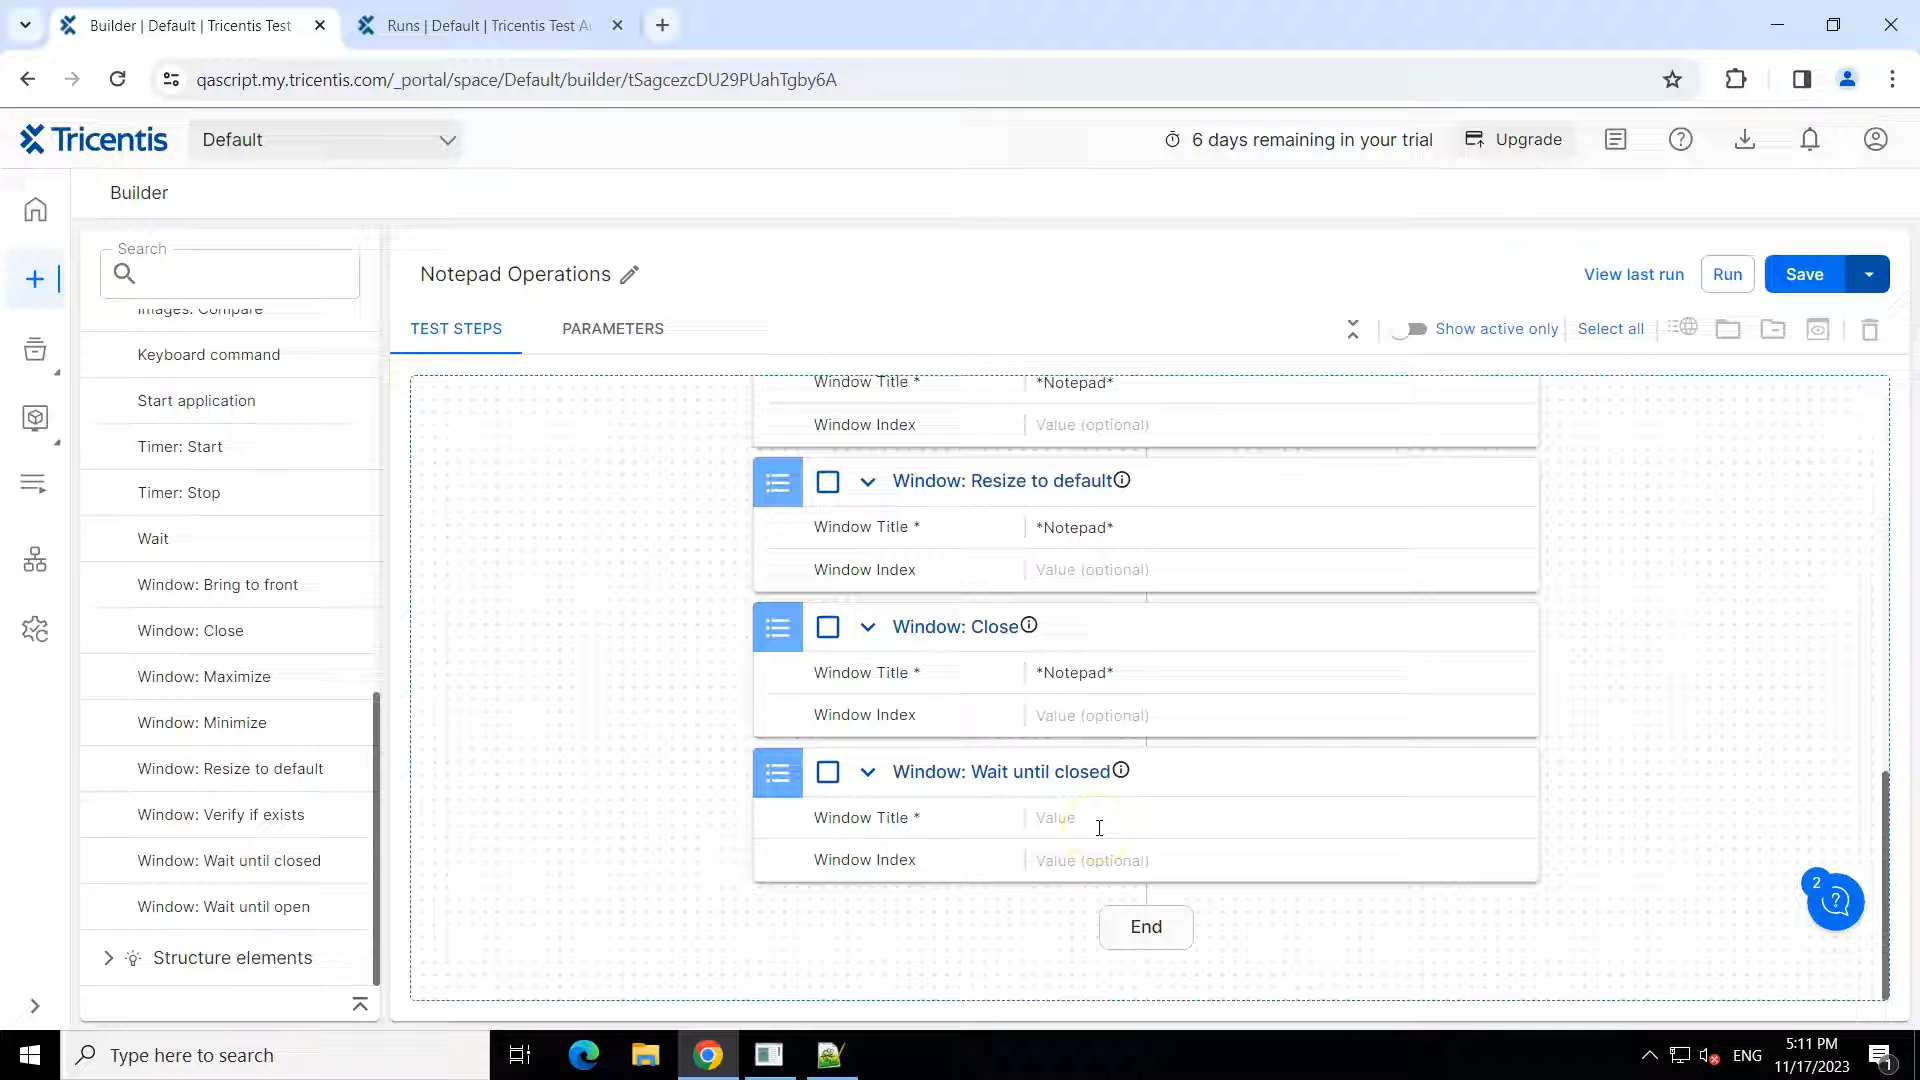 Builder | Default | Tricentis Test
Runs | Default | Tricentis Test Au
qascript.my.tricentis.com/_portal/space/Default/builder/tSagcezcDU29PUahTgby6A
Tricentis
Default
6 days remaining in your trial
Upgrade
Builder
Search
Images: Compare
Keyboard command
Start application
Timer: Start
Timer: Stop
Wait
Window: Bring to front
Window: Close
Window: Maximize
Window: Minimize
Window: Resize to default
Window: Verify if exists
Window: Wait until closed
Window: Wait until open
Structure elements
Notepad Operations
View last run
Run
Save
TEST STEPS
PARAMETERS
Show active only
Select all
Window Title *
*Notepad*
Window Index
Value (optional)
Window: Resize to default
Window Title *
*Notepad*
Window Index
Value (optional)
Window: Close
Window Title *
*Notepad*
Window Index
Value (optional)
Window: Wait until closed
Window Title *
Value
Window Index
Value (optional)
End
2
Type here to search
ENG
5:11 PM
11/17/2023
1